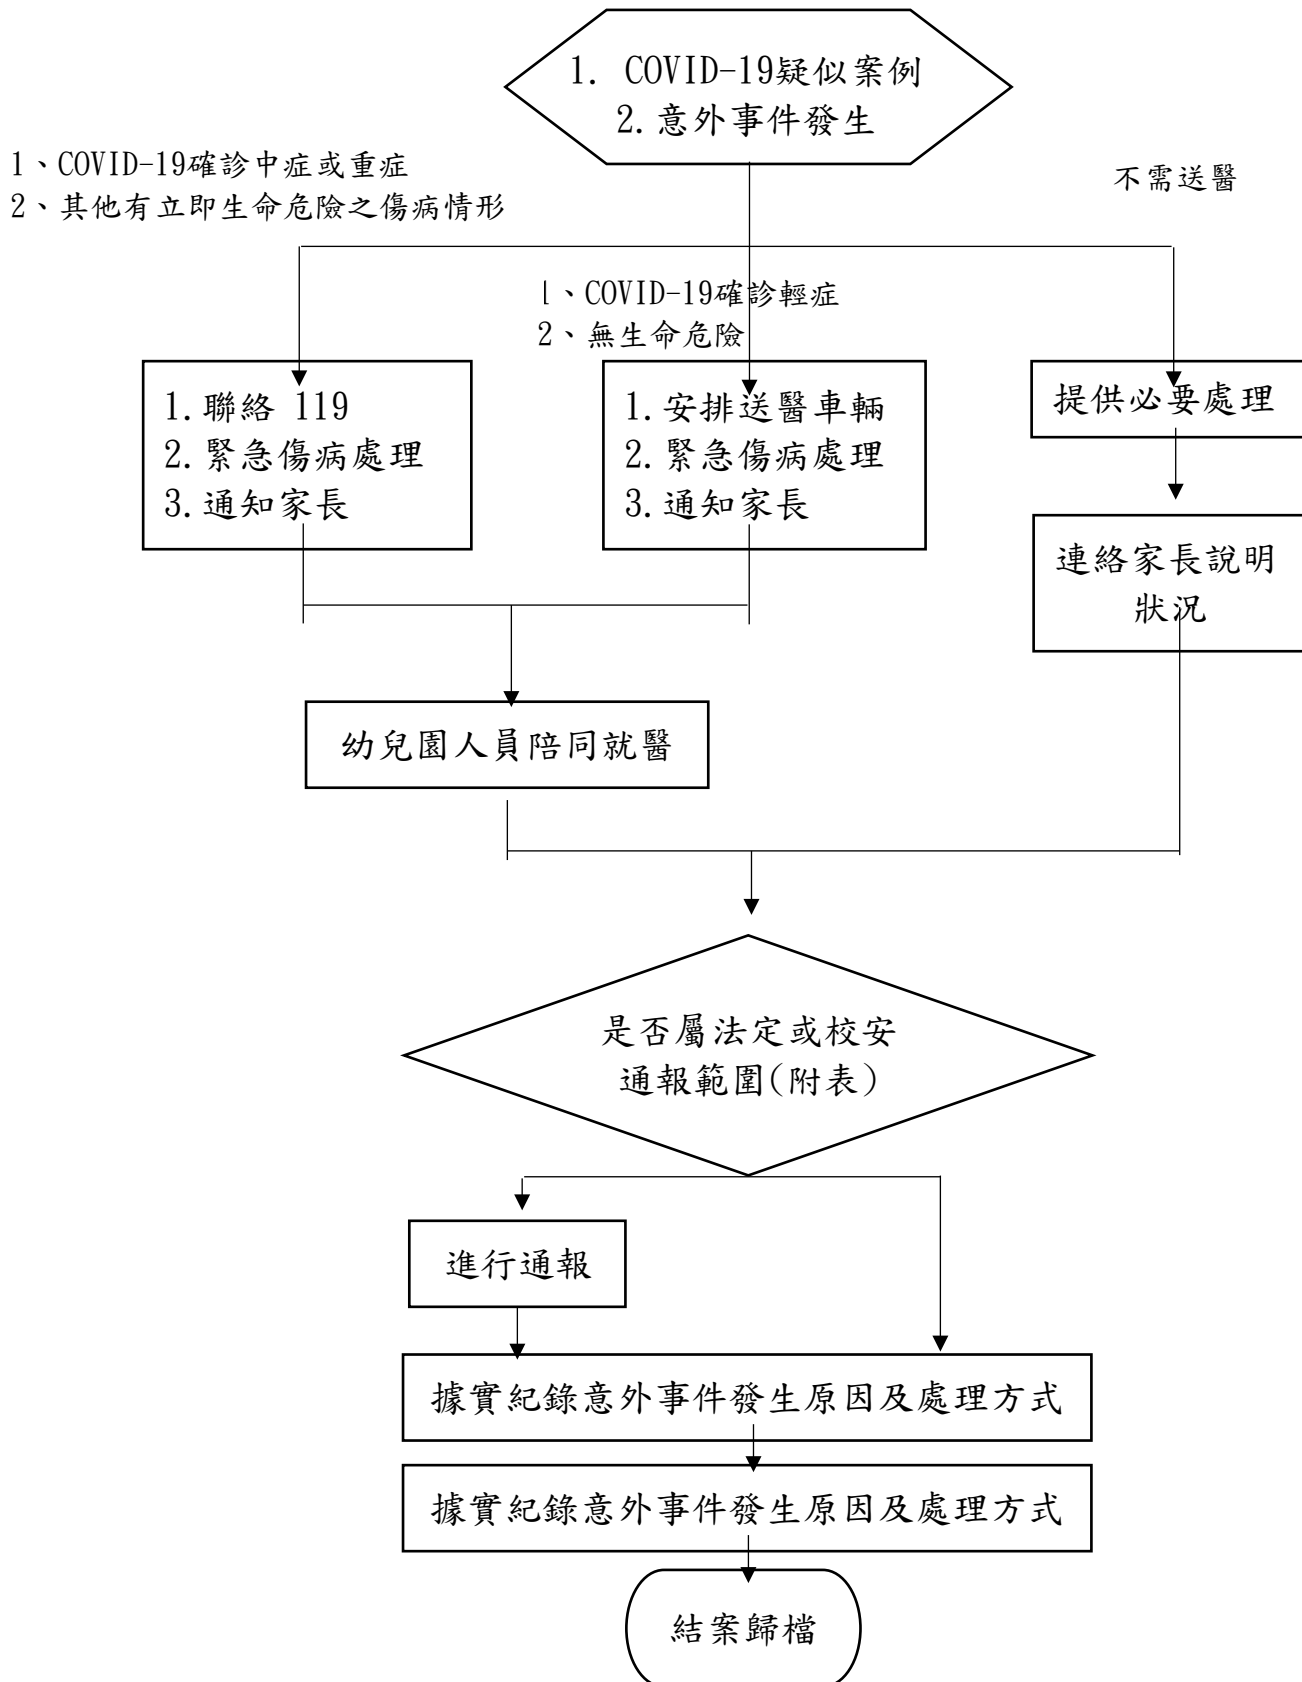 1. COVID-19疑似案例
2.意外事件發生
1、COVID-19確診中症或重症
2、其他有立即生命危險之傷病情形
不需送醫
1、COVID-19確診輕症
2、無生命危險
1.聯絡 119
2.緊急傷病處理
3.通知家長
1.安排送醫車輛
2.緊急傷病處理
3.通知家長
提供必要處理
連絡家長說明
狀況
幼兒園人員陪同就醫
是否屬法定或校安
通報範圍(附表)
進行通報
據實紀錄意外事件發生原因及處理方式
據實紀錄意外事件發生原因及處理方式
結案歸檔